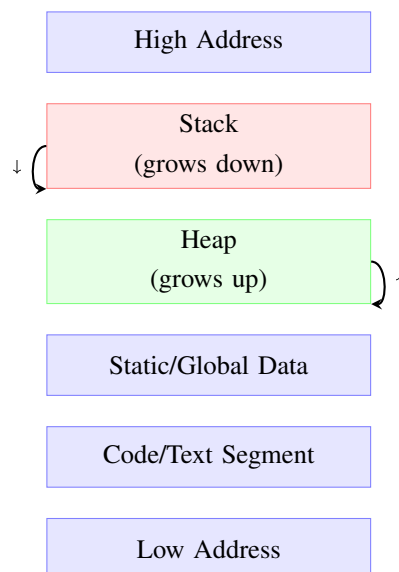 High Address
Stack
(grows down)
↓
Heap
(grows up)
Static/Global Data
Code/Text Segment
Low Address